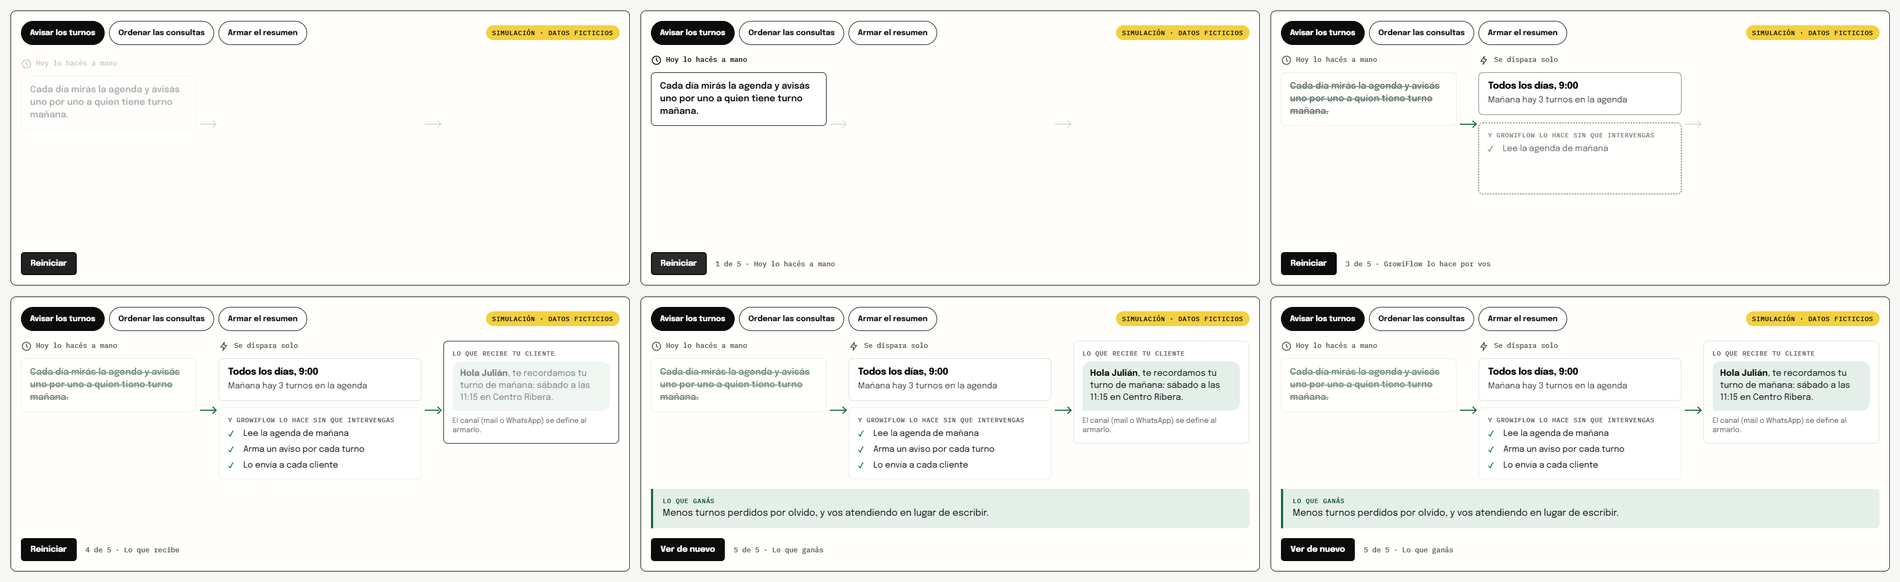 Avisar los turnos
Ordenar las consultas
Armar el resumen
SIMULACIÓN · DATOS FICTICIOS
Hoy lo hacés a mano
Cada día mirás la agenda y avisás
uno por uno a quien tiene turno
mañana.
Reiniciar
Avisar los turnos
Ordenar las consultas
Armar el resumen
SIMULACIÓN · DATOS FICTICIOS
Hoy lo hacés a mano
Cada día mirás la agenda y avisás
uno por uno a quien tiene turno
mañana.
Reiniciar
1 de 5 · Hoy lo hacés a mano
Avisar los turnos
Ordenar las consultas
Armar el resumen
SIMULACIÓN · DATOS FICTICIOS
Hoy lo hacés a mano
Cada día mirás la agenda y avisás
uno por uno a quien tiene turno
mañana.
Se dispara solo
Todos los días, 9:00
Mañana hay 3 turnos en la agenda
Y GROWIFLOW LO HACE SIN QUE INTERVENGAS
✓ Lee la agenda de mañana
Reiniciar
3 de 5 · GrowiFlow lo hace por vos
Avisar los turnos
Ordenar las consultas
Armar el resumen
SIMULACIÓN · DATOS FICTICIOS
Hoy lo hacés a mano
Cada día mirás la agenda y avisás
uno por uno a quien tiene turno
mañana.
Se dispara solo
Todos los días, 9:00
Mañana hay 3 turnos en la agenda
Y GROWIFLOW LO HACE SIN QUE INTERVENGAS
✓ Lee la agenda de mañana
✓ Arma un aviso por cada turno
✓ Lo envía a cada cliente
LO QUE RECIBE TU CLIENTE
Hola Julián, te recordamos tu
turno de mañana: sábado a las
11:15 en Centro Ribera.
El canal (mail o WhatsApp) se define al
armarlo.
Reiniciar
4 de 5 · Lo que recibe
Avisar los turnos
Ordenar las consultas
Armar el resumen
SIMULACIÓN · DATOS FICTICIOS
Hoy lo hacés a mano
Cada día mirás la agenda y avisás
uno por uno a quien tiene turno
mañana.
Se dispara solo
Todos los días, 9:00
Mañana hay 3 turnos en la agenda
Y GROWIFLOW LO HACE SIN QUE INTERVENGAS
✓ Lee la agenda de mañana
✓ Arma un aviso por cada turno
✓ Lo envía a cada cliente
LO QUE RECIBE TU CLIENTE
Hola Julián, te recordamos tu
turno de mañana: sábado a las
11:15 en Centro Ribera.
El canal (mail o WhatsApp) se define al
armarlo.
LO QUE GANÁS
Menos turnos perdidos por olvido, y vos atendiendo en lugar de escribir.
Ver de nuevo
5 de 5 · Lo que ganás
Avisar los turnos
Ordenar las consultas
Armar el resumen
SIMULACIÓN · DATOS FICTICIOS
Hoy lo hacés a mano
Cada día mirás la agenda y avisás
uno por uno a quien tiene turno
mañana.
Se dispara solo
Todos los días, 9:00
Mañana hay 3 turnos en la agenda
Y GROWIFLOW LO HACE SIN QUE INTERVENGAS
✓ Lee la agenda de mañana
✓ Arma un aviso por cada turno
✓ Lo envía a cada cliente
LO QUE RECIBE TU CLIENTE
Hola Julián, te recordamos tu
turno de mañana: sábado a las
11:15 en Centro Ribera.
El canal (mail o WhatsApp) se define al
armarlo.
LO QUE GANÁS
Menos turnos perdidos por olvido, y vos atendiendo en lugar de escribir.
Ver de nuevo
5 de 5 · Lo que ganás